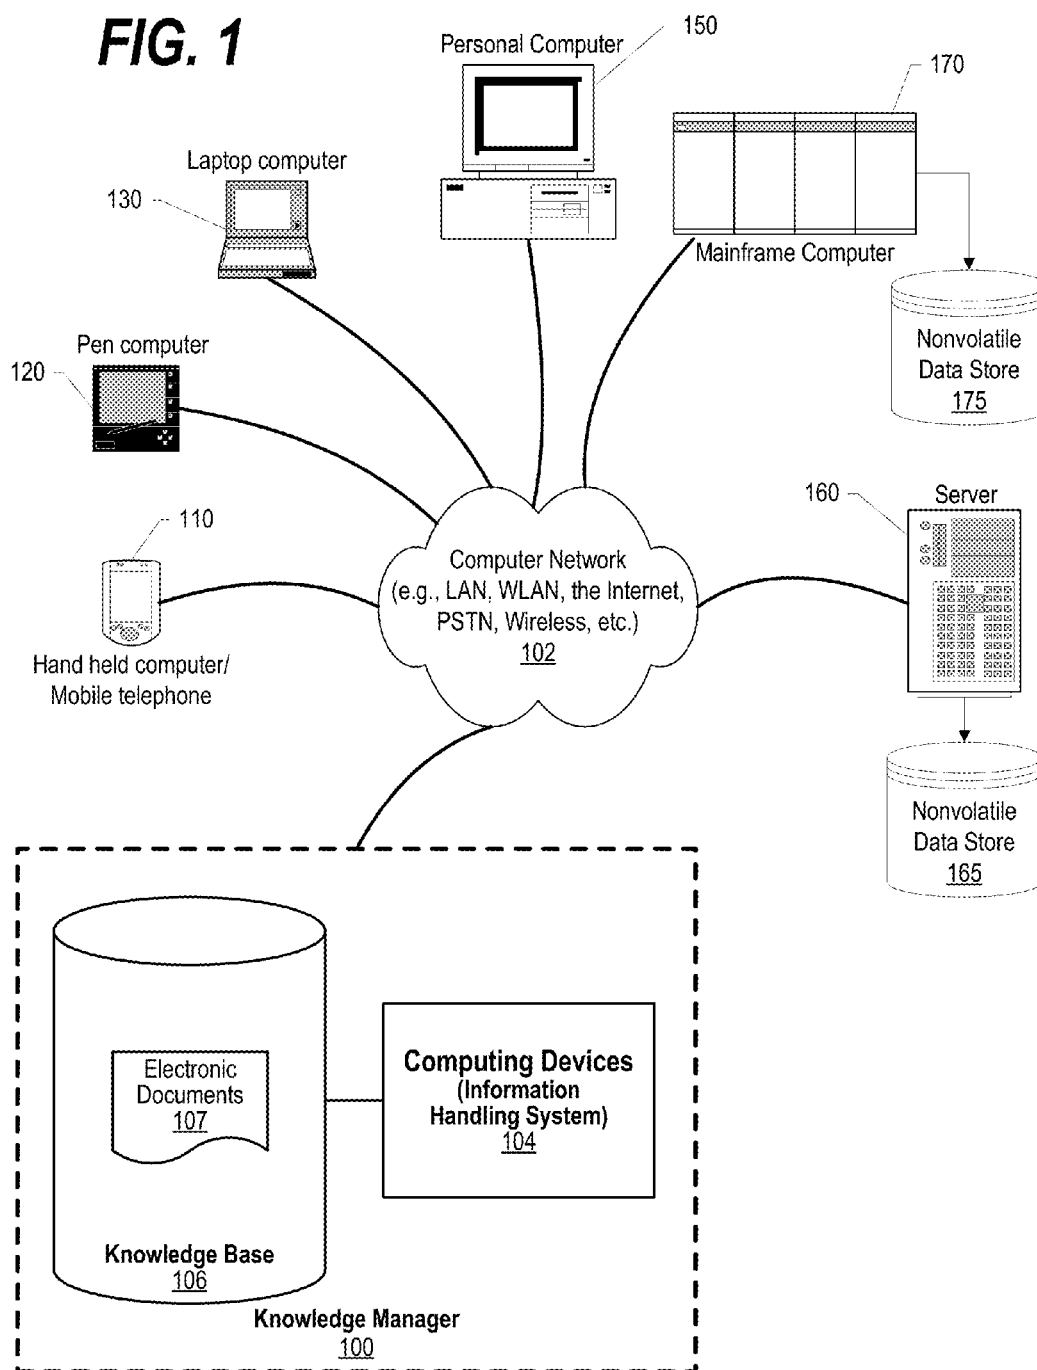 FIG. 1
Personal Computer
150
170
Laptop computer
130
Mainframe Computer
Nonvolatile
Data Store
175
Pen computer
120
160
Server
110
Computer Network
(e.g., LAN, WLAN, the Internet,
PSTN, Wireless, etc.)
102
Hand held computer/
Mobile telephone
Nonvolatile
Data Store
165
Electronic
Documents
107
Computing Devices
(Information
Handling System)
104
Knowledge Base
106
Knowledge Manager
100